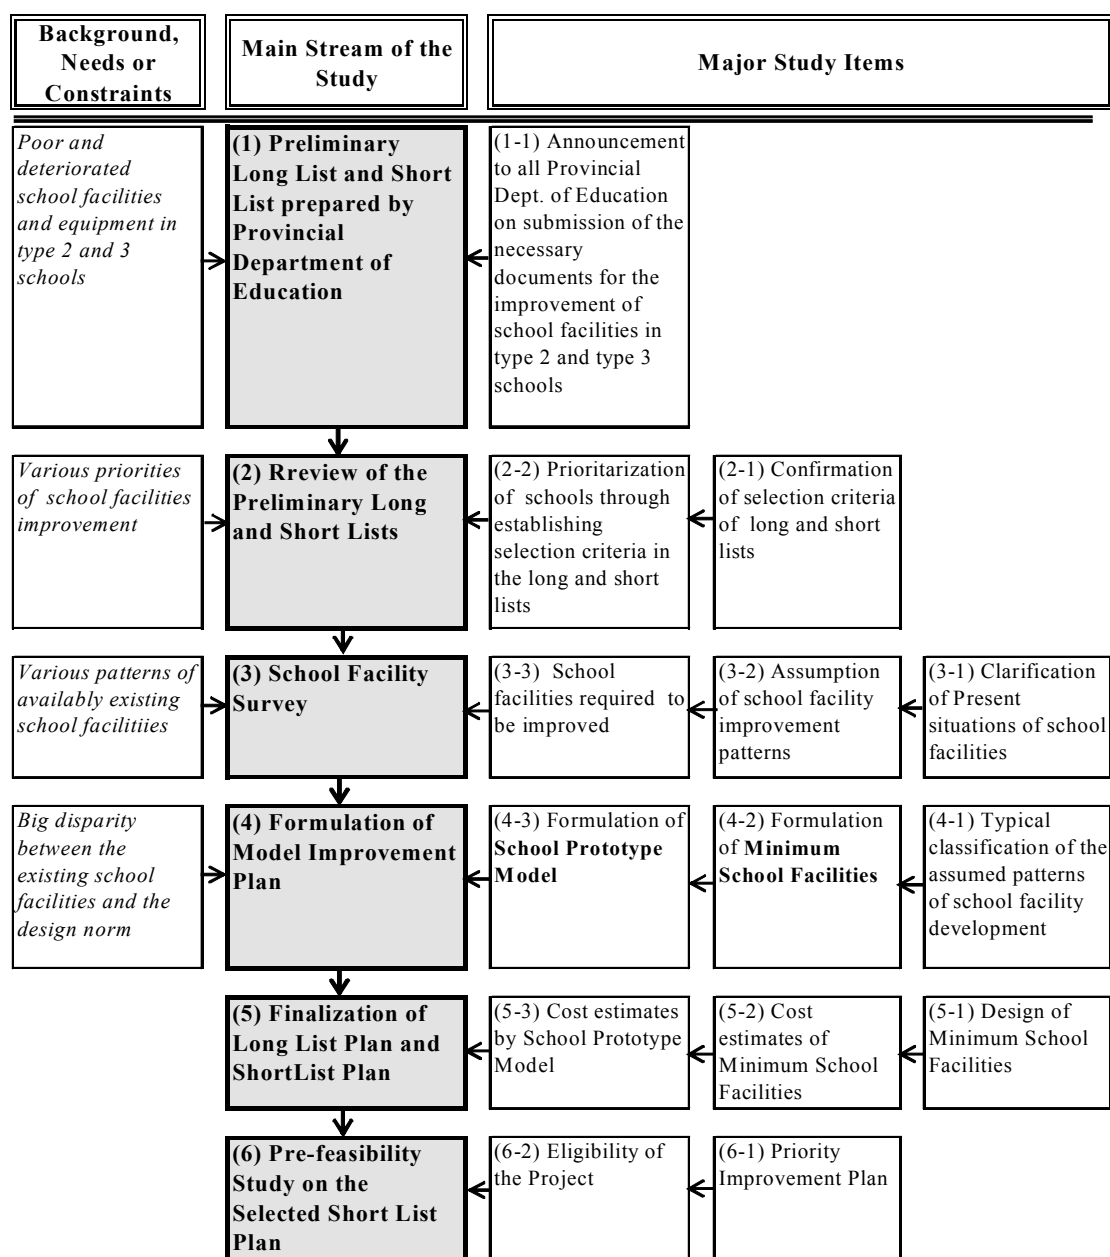 Background,
Needs or
Constraints
Main Stream of the
Study
Major Study Items
Poor and
deteriorated
school facilities
and equipment in
type 2 and 3
schools
(1) Preliminary
Long List and Short
List prepared by
Provincial
Department of
Education
(1-1) Announcement
to all Provincial
Dept. of Education
on submission of the
necessary
documents for the
improvement of
school facilities in
type 2 and type 3
schools
Various priorities
of school facilities
improvement
(2) Rreview of the
Preliminary Long
and Short Lists
(2-2) Prioritarization
of schools through
establishing
selection criteria in
the long and short
lists
(2-1) Confirmation
of selection criteria
of long and short
lists
Various patterns of
availably existing
school facilitiies
(3) School Facility
Survey
(3-3) School
facilities required to
be improved
(3-2) Assumption
of school facility
improvement
patterns
(3-1) Clarification
of Present
situations of school
facilities
Big disparity
between the
existing school
facilities and the
design norm
(4) Formulation of
Model Improvement
Plan
(4-3) Formulation of
School Prototype
Model
(4-2) Formulation
of Minimum
School Facilities
(4-1) Typical
classification of the
assumed patterns
of school facility
development
(5) Finalization of
Long List Plan and
ShortList Plan
(5-3) Cost estimates
by School Prototype
Model
(5-2) Cost
estimates of
Minimum School
Facilities
(5-1) Design of
Minimum School
Facilities
(6) Pre-feasibility
Study on the
Selected Short List
Plan
(6-2) Eligibility of
the Project
(6-1) Priority
Improvement Plan